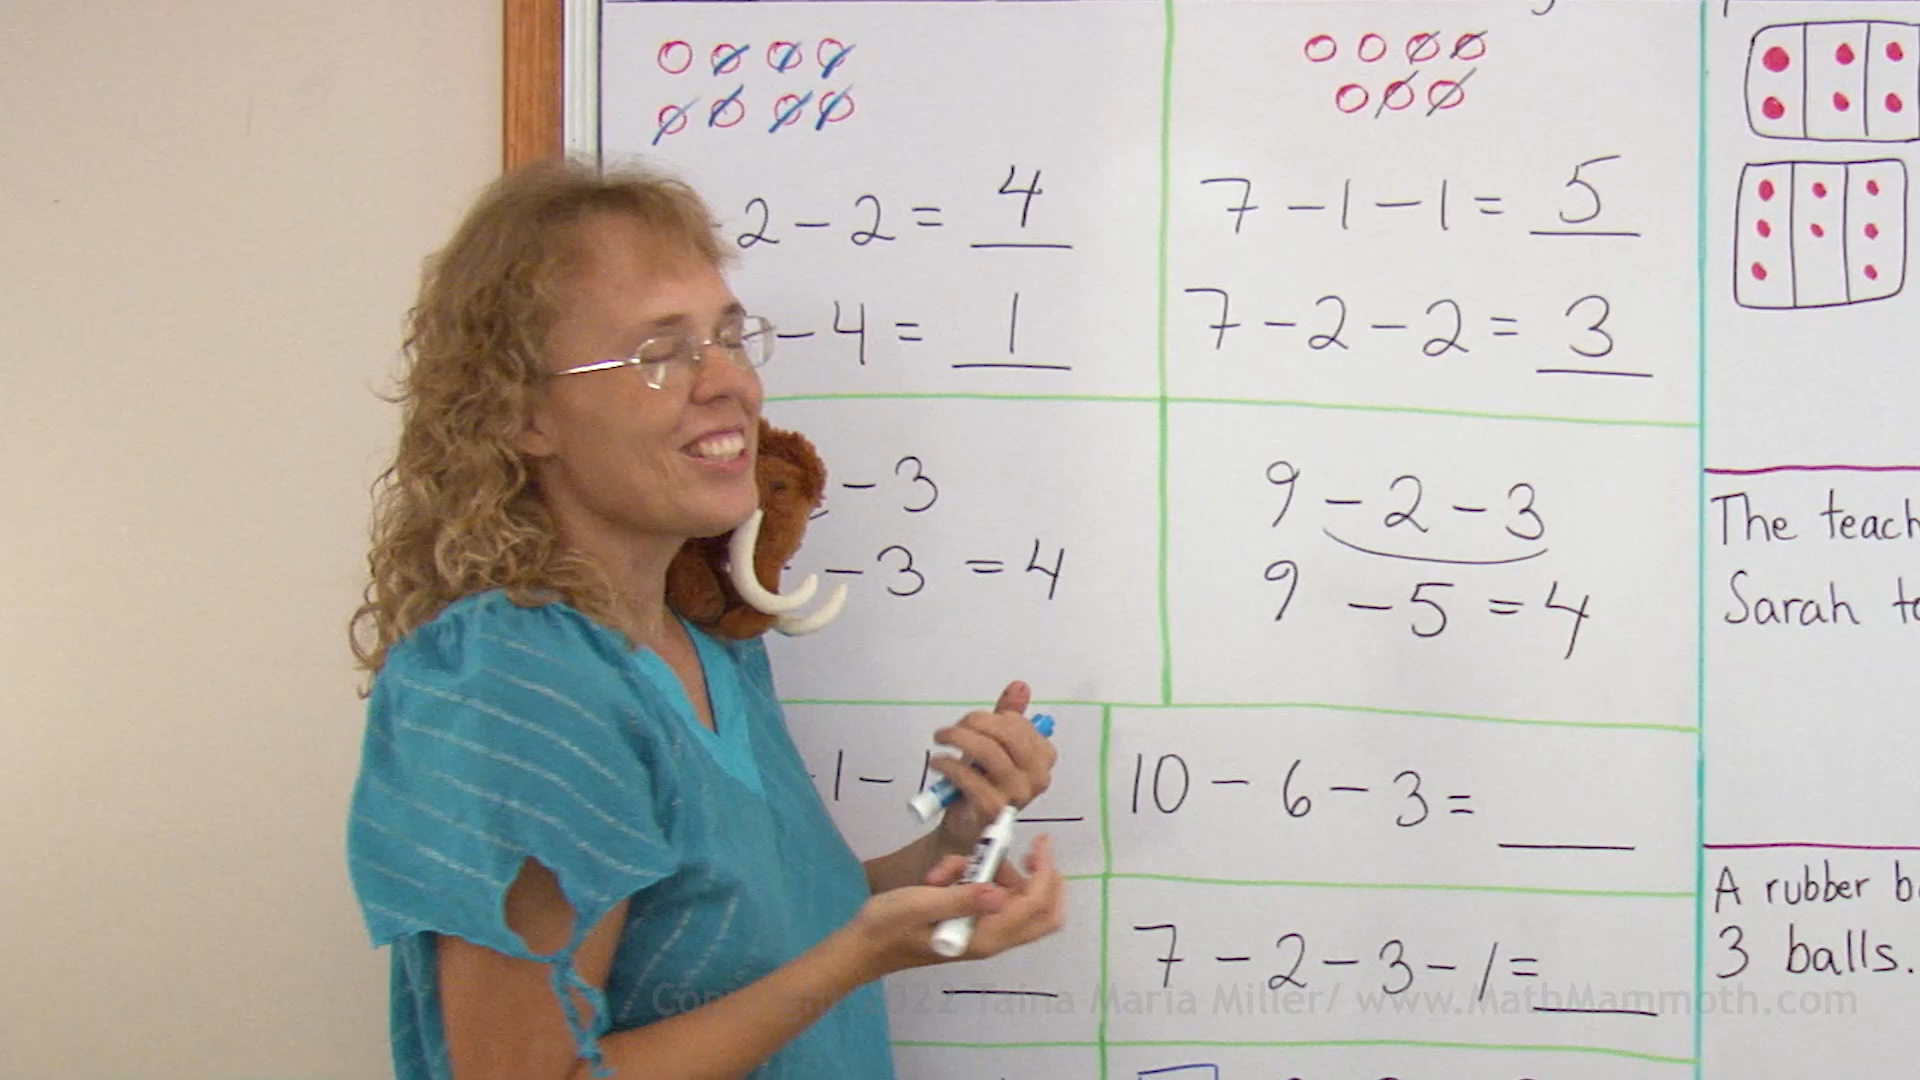 - 2 - 2 = 4
- 4 = 1
7 - 1 - 1 = 5
7 - 2 - 2 = 3
- 3
- 3 = 4
9 - 2 - 3
9 - 5 = 4
- 1 - 1
10 - 6 - 3 =
7 - 2 - 3 - 1 =
The teach
Sarah to
A rubber b
3 balls.
Copyright 2022 Taina Maria Miller/ www.MathMammoth.com